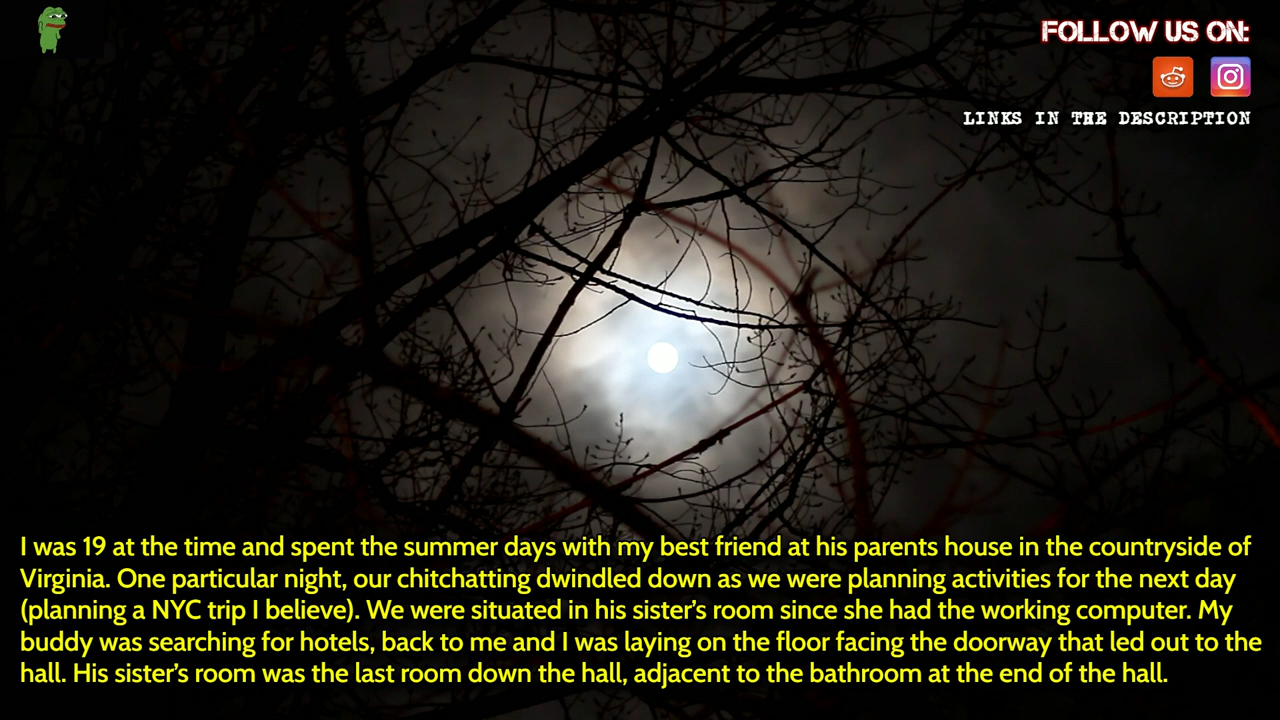 FOLLOW US ON:
LINKS IN THE DESCRIPTION
I was 19 at the time and spent the summer days with my best friend at his parents house in the countryside of
Virginia. One particular night, our chitchatting dwindled down as we were planning activities for the next day
(planning a NYC trip I believe). We were situated in his sister’s room since she had the working computer. My
buddy was searching for hotels, back to me and I was laying on the floor facing the doorway that led out to the
hall. His sister’s room was the last room down the hall, adjacent to the bathroom at the end of the hall.